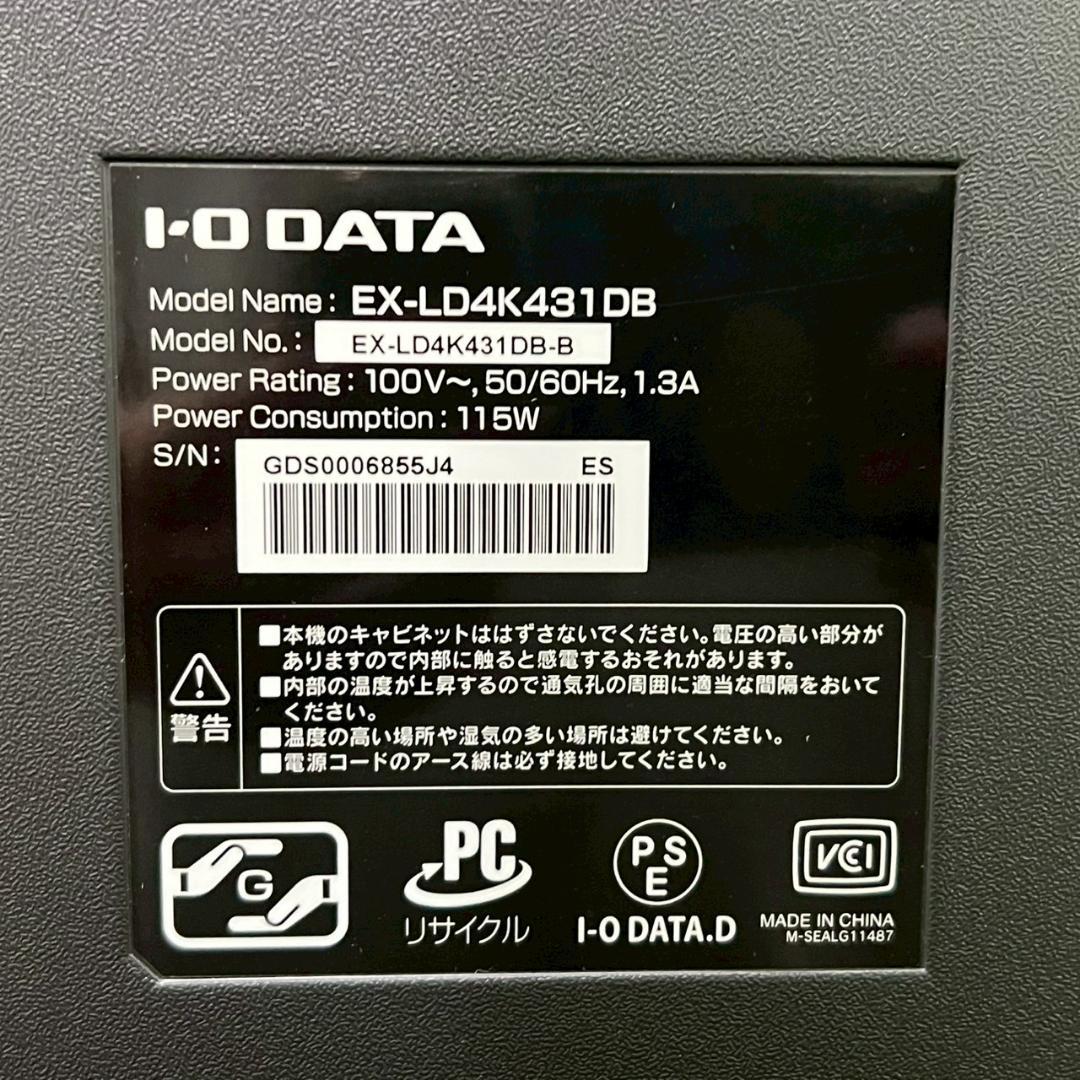 I-O DATA
Model Name: EX-LD4K431DB
Model No.: EX-LD4K431DB-B
Power Rating: 100V～, 50/60Hz, 1.3A
Power Consumption: 115W
S/N: GDS0006855J4 ES
警告
■本機のキャビネットははずさないでください。電圧の高い部分が
ありますので内部に触ると感電するおそれがあります。
■内部の温度が上昇するので通気孔の周囲に適当な間隔をおいて
ください。
■温度の高い場所や湿気の多い場所は避けてください。
■電源コードのアース線は必ず接地してください。
G
PC
リサイクル
PSE
I-O DATA.D
VCI
MADE IN CHINA
M-SEALG11487